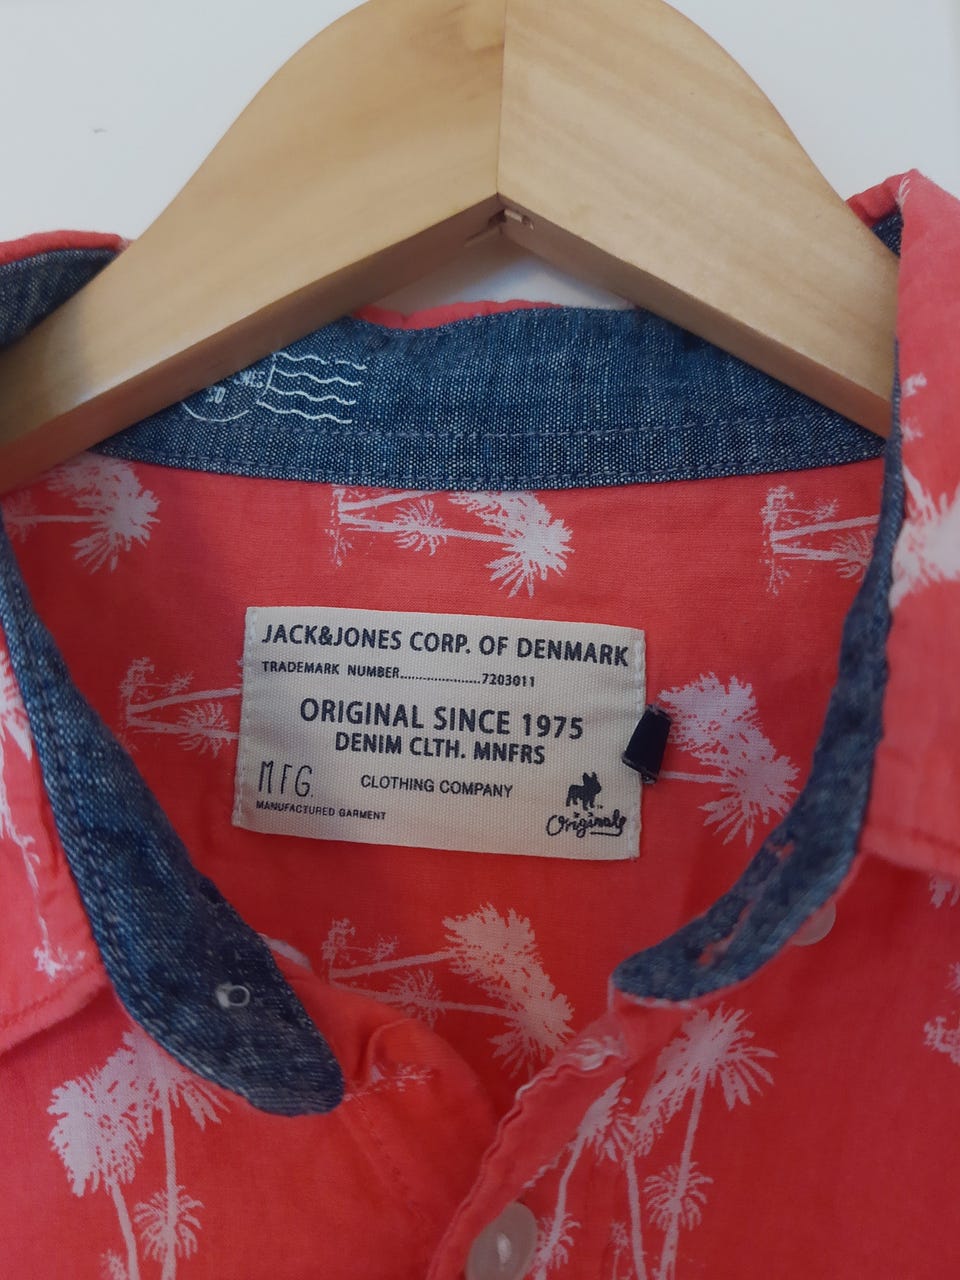 JACK&JONES CORP. OF DENMARK
TRADEMARK NUMBER.....................7203011
ORIGINAL SINCE 1975
DENIM CLTH. MNFRS
MFG.
CLOTHING COMPANY
MANUFACTURED GARMENT
Originals